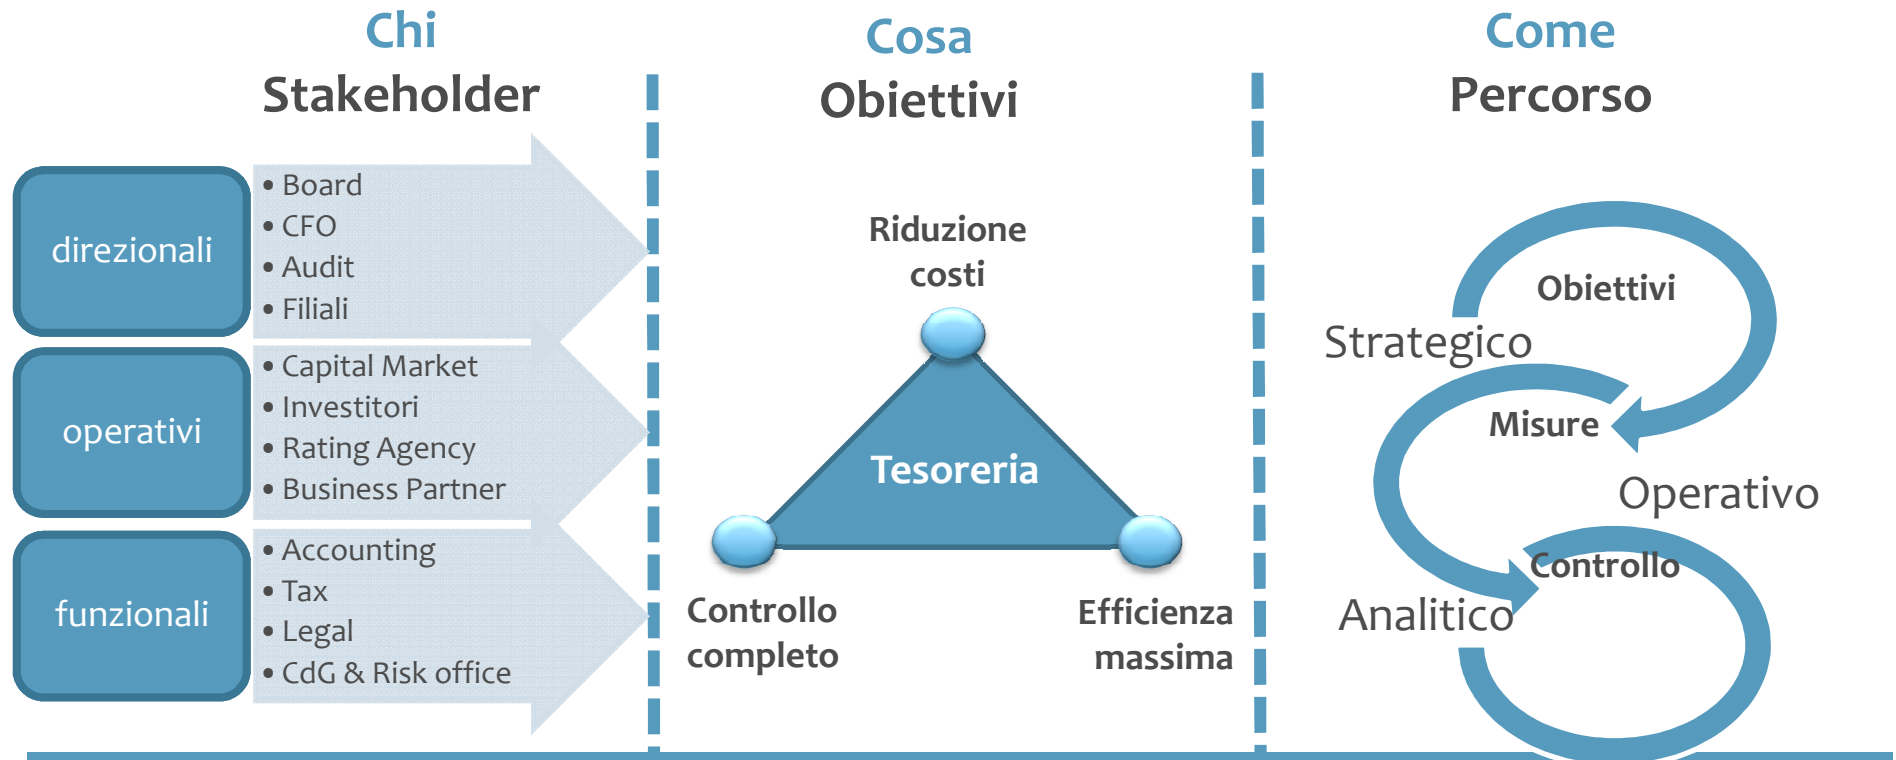 Chi
Stakeholder
direzionali
• Board
• CFO
• Audit
• Filiali
operativi
• Capital Market
• Investitori
• Rating Agency
• Business Partner
funzionali
• Accounting
• Tax
• Legal
• CdG & Risk office
Cosa
Obiettivi
Riduzione
costi
Tesoreria
Controllo
completo
Efficienza
massima
Come
Percorso
Obiettivi
Strategico
Misure
Operativo
Controllo
Analitico